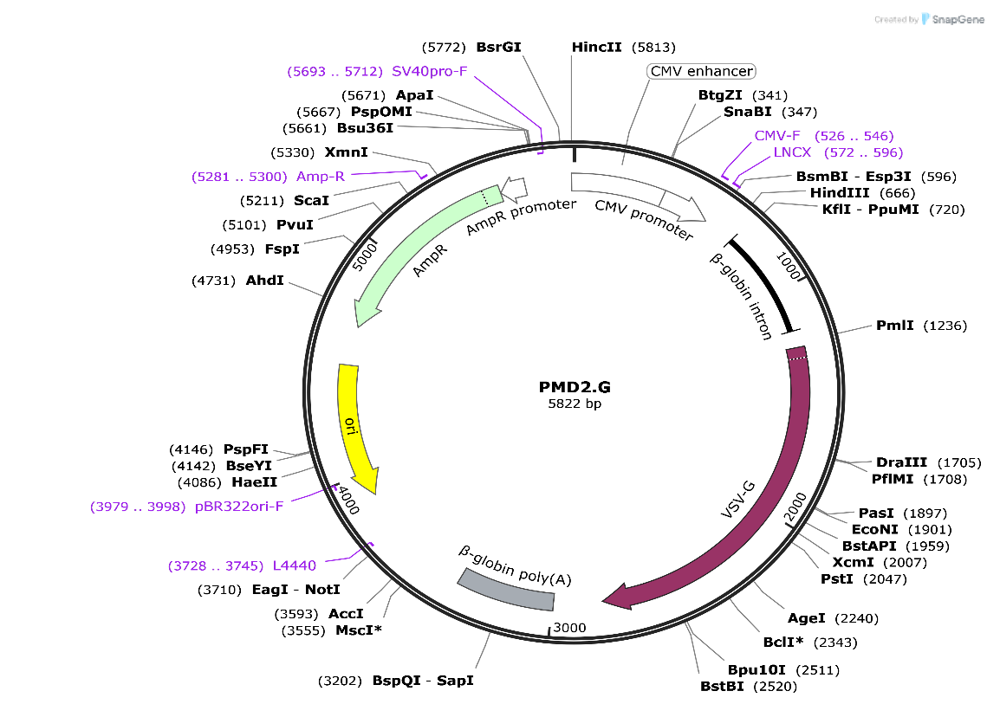 Created by SnapGene
(5772) BsrGI
HincII (5813)
(5693 .. 5712) SV40pro-F
CMV enhancer
(5671) ApaI
BtgZI (341)
(5667) PspOMI
SnaBI (347)
(5661) Bsu36I
CMV-F (526 .. 546)
(5330) XmnI
LNCX (572 .. 596)
(5281 .. 5300) Amp-R
BsmBI - Esp3I (596)
(5211) ScaI
HindIII (666)
AmpR promoter
CMV promoter
KflI - PpuMI (720)
(5101) PvuI
(4953) FspI
5000
AmpR
β-globin intron
1000
(4731) AhdI
PmlI (1236)
PMD2.G
5822 bp
ori
(4146) PspFI
(4142) BseYI
DraIII (1705)
(4086) HaeII
PflMI (1708)
4000
VSV-G
2000
(3979 .. 3998) pBR322ori-F
PasI (1897)
EcoNI (1901)
BstAPI (1959)
(3728 .. 3745) L4440
β-globin poly(A)
XcmI (2007)
PstI (2047)
(3710) EagI - NotI
(3593) AccI
AgeI (2240)
(3555) MscI*
3000
BclI* (2343)
(3202) BspQI - SapI
Bpu10I (2511)
BstBI (2520)